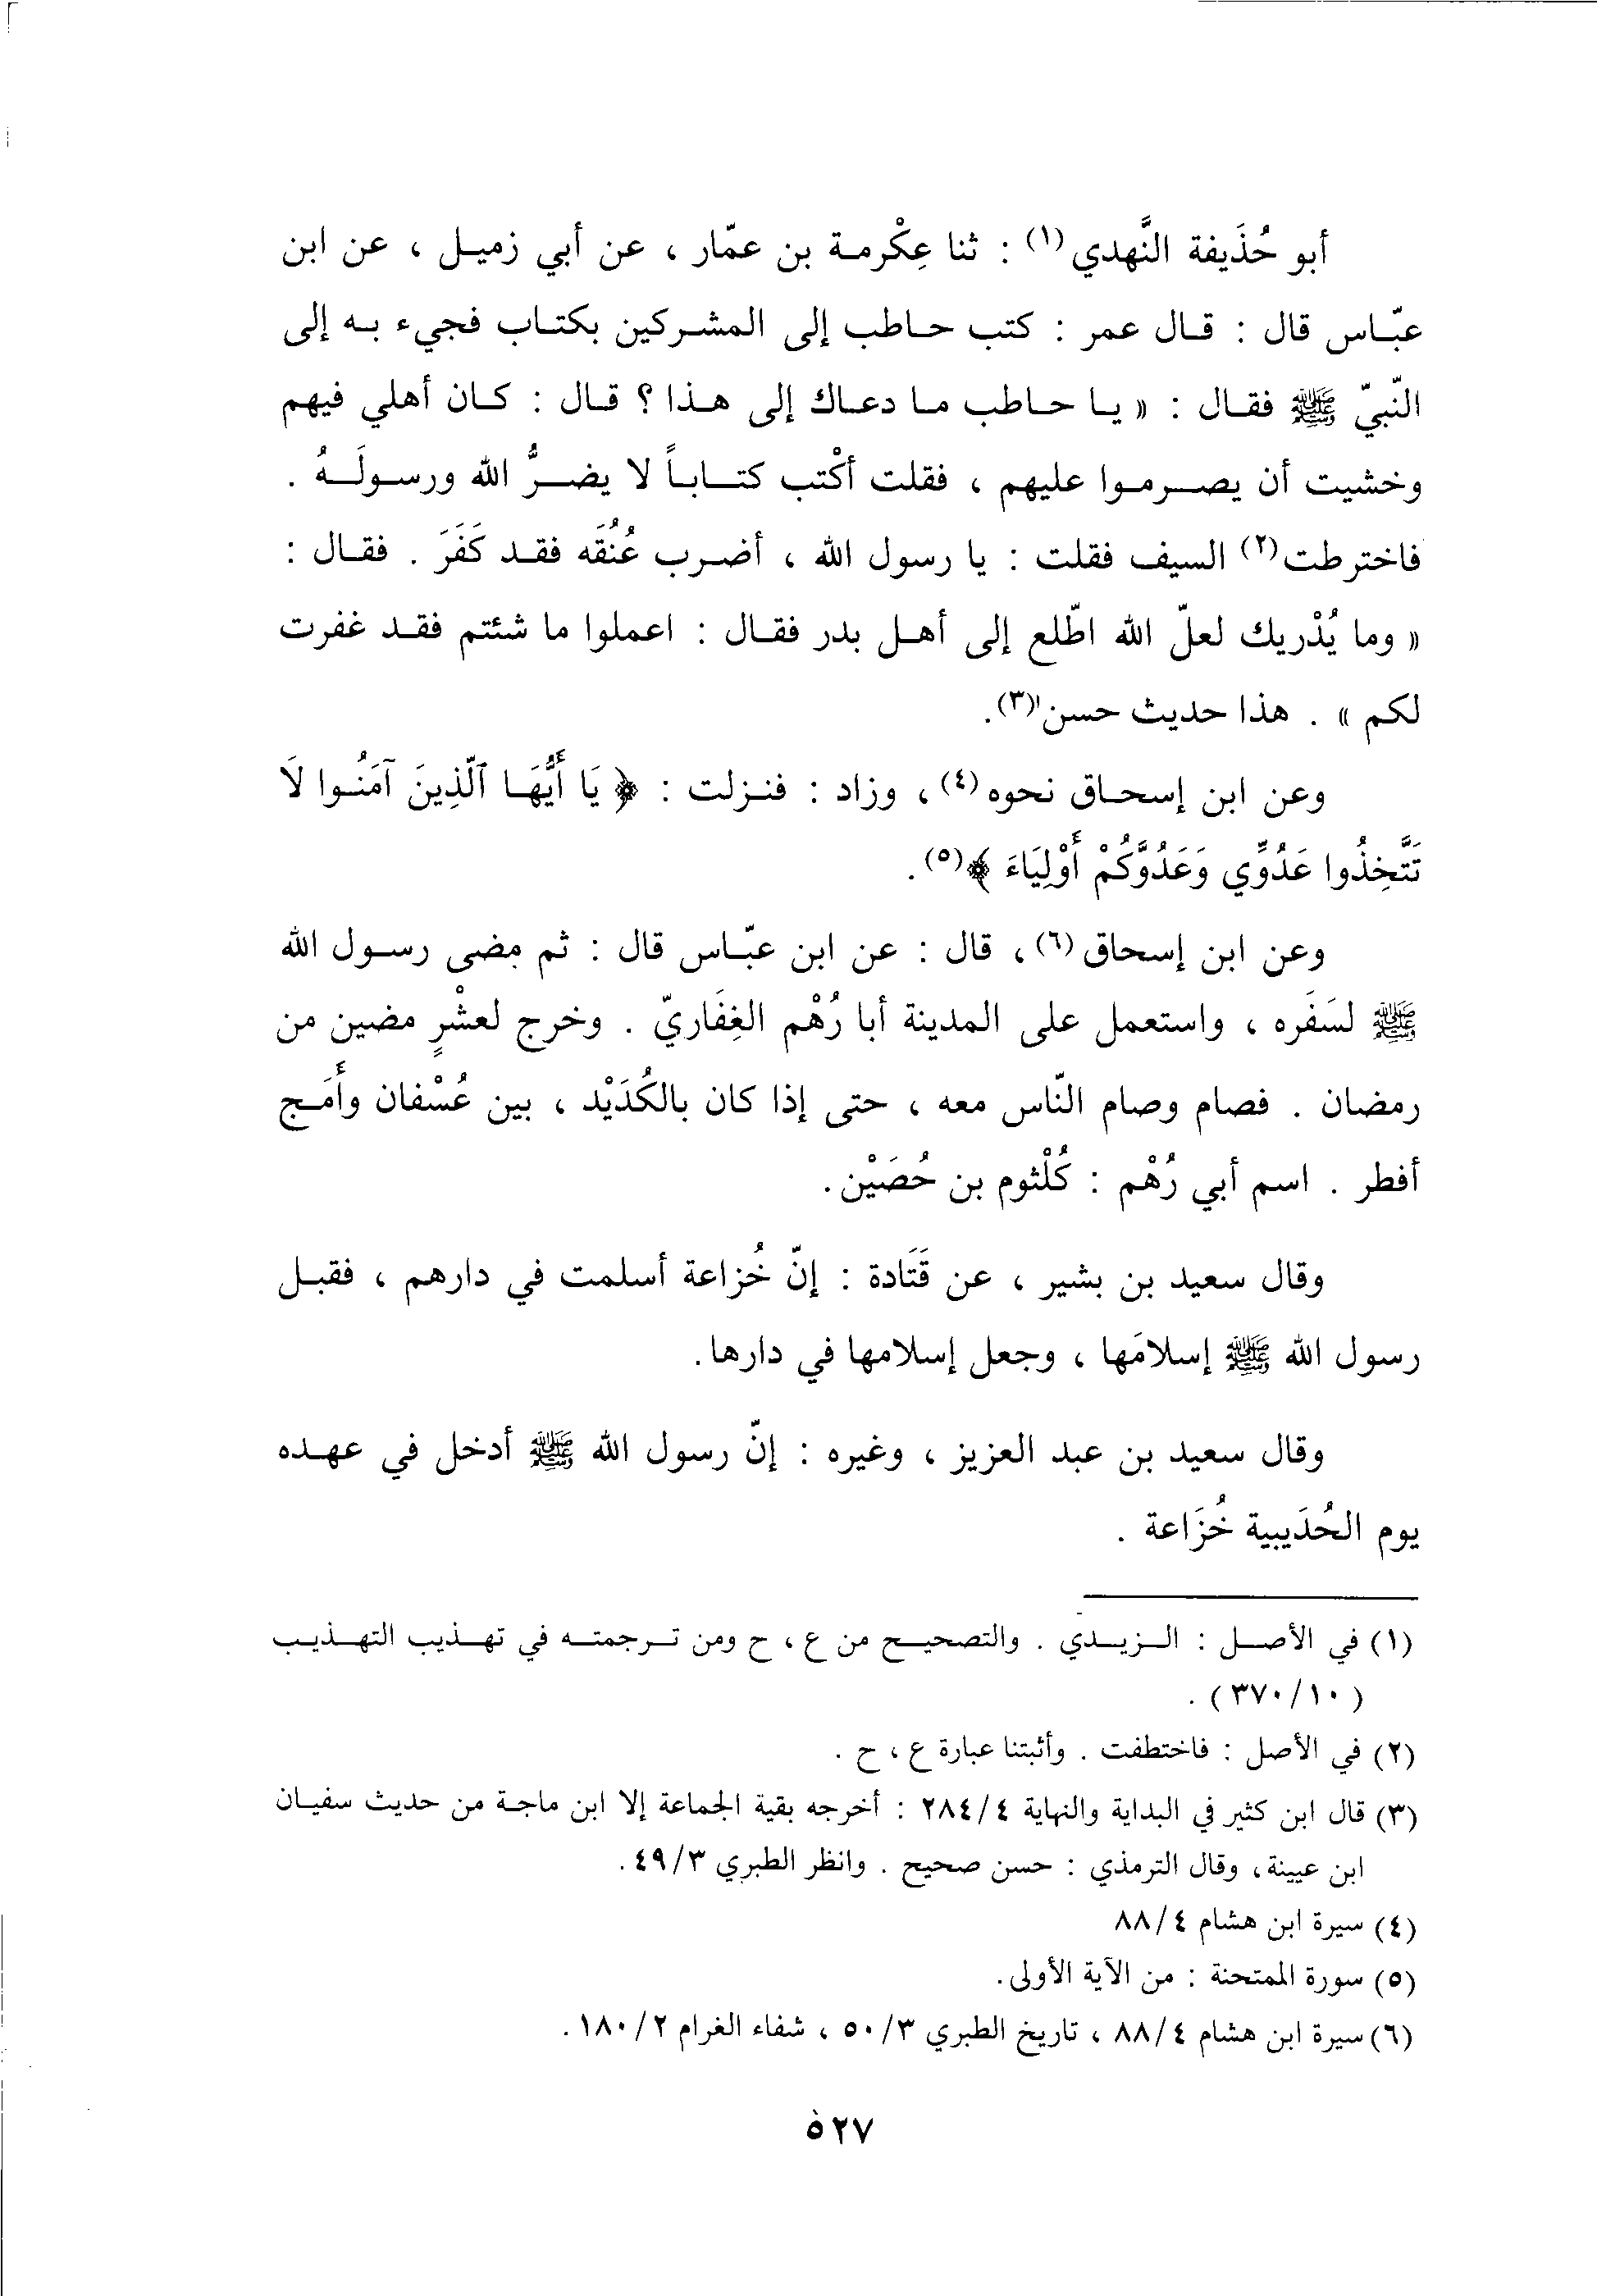 أبو حُذَيفة النَّهدي(١) : ثنا عِكْرمة بن عمّار ، عن أبي زميل ، عن ابن
عبّاس قال : قال عمر : كتب حاطب إلى المشركين بكتاب فجيء به إلى
النّبيّ ﷺ فقال : « يا حاطب ما دعاك إلى هذا ؟ قال : كان أهلي فيهم
وخشيت أن يصرموا عليهم ، فقلت أكْتب كتاباً لا يضرُّ الله ورسولَهُ .
فاخترطت(٢) السيف فقلت : يا رسول الله ، أضرب عُنُقَه فقد كَفَرَ . فقال :
« وما يُدْريك لعلّ الله اطّلع إلى أهل بدر فقال : اعملوا ما شئتم فقد غفرت
لكم » . هذا حديث حسن(٣).
وعن ابن إسحاق نحوه(٤) ، وزاد : فنزلت : ﴿ يَا أَيُّهَا ٱلَّذِينَ آمَنُوا لَا
تَتَّخِذُوا عَدُوِّي وَعَدُوَّكُمْ أَوْلِيَاءَ ﴾(٥) .
وعن ابن إسحاق(٦) ، قال : عن ابن عبّاس قال : ثم مضى رسول الله
ﷺ لسَفَره ، واستعمل على المدينة أبا رُهْم الغِفَاريّ . وخرج لعشْرٍ مضين من
رمضان . فصام وصام النّاس معه ، حتى إذا كان بالكُدَيْد ، بين عُسْفان وأَمَج
أفطر . اسم أبي رُهْم : كُلْثوم بن حُصَيْن .
وقال سعيد بن بشير ، عن قَتَادة : إنّ خُزاعة أسلمت في دارهم ، فقبل
رسول الله ﷺ إسلامَها ، وجعل إسلامها في دارها .
وقال سعيد بن عبد العزيز ، وغيره : إنّ رسول الله ﷺ أدخل في عهده
يوم الحُدَيبية خُزَاعة .
(١) في الأصل : الزيدي . والتصحيح من ع ، ح ومن ترجمته في تهذيب التهذيب
(٣٧٠/١٠) .
(٢) في الأصل : فاختطفت . وأثبتنا عبارة ع ، ح .
(٣) قال ابن كثير في البداية والنهاية ٢٨٤/٤ : أخرجه بقية الجماعة إلا ابن ماجة من حديث سفيان
ابن عيينة ، وقال الترمذي : حسن صحيح . وانظر الطبري ٤٩/٣ .
(٤) سيرة ابن هشام ٨٨/٤
(٥) سورة الممتحنة : من الآية الأولى .
(٦) سيرة ابن هشام ٨٨/٤ ، تاريخ الطبري ٥٠/٣ ، شفاء الغرام ١٨٠/٢ .
٥٢٧